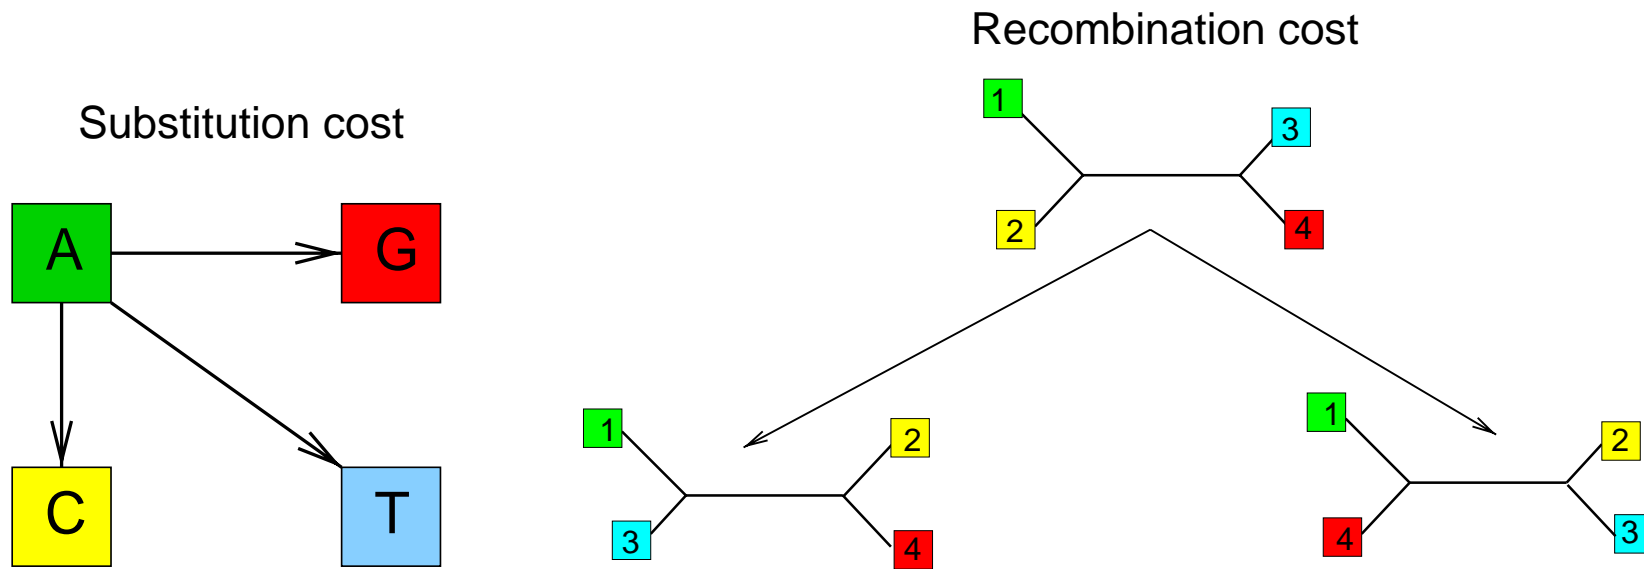 Recombination cost
Substitution cost
A G
C T
1 3
2 4
1 2
3 4
1 2
4 3